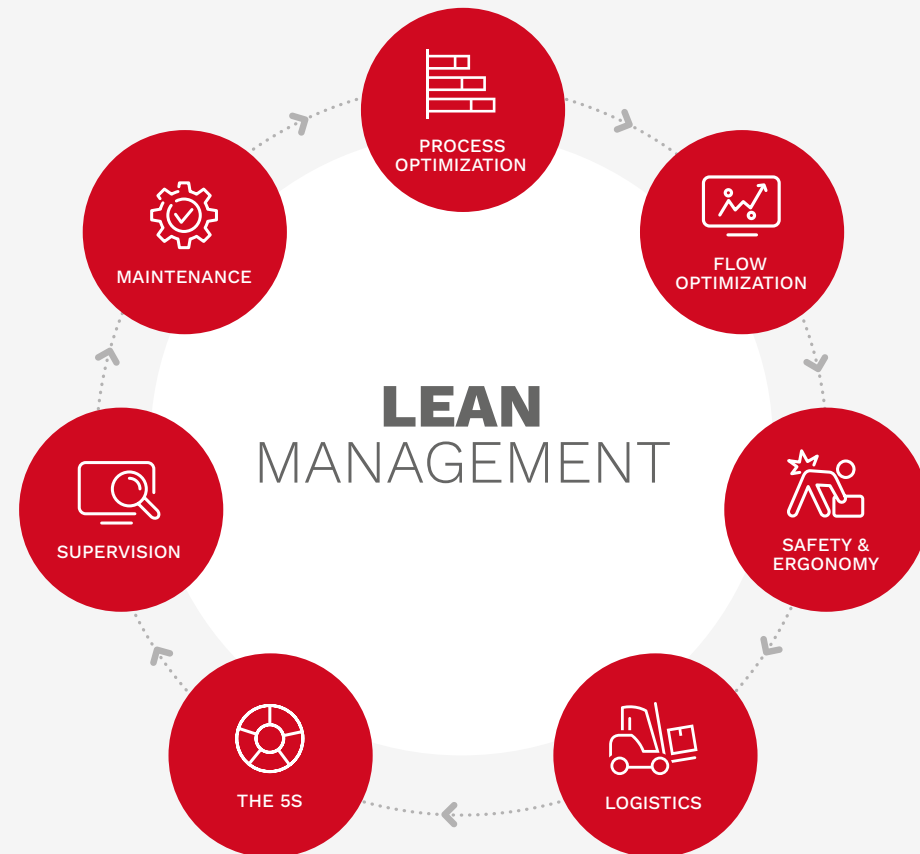 PROCESS
OPTIMIZATION
FLOW
OPTIMIZATION
MAINTENANCE
LEAN
MANAGEMENT
SAFETY &
ERGONOMY
SUPERVISION
THE 5S
LOGISTICS